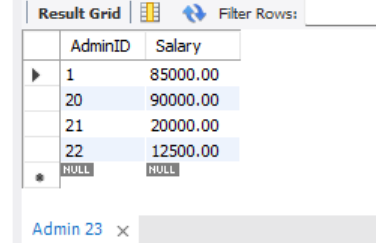 Result Grid Filter Rows:
AdminID Salary
1 85000.00
20 90000.00
21 20000.00
22 12500.00
NULL NULL
Admin 23 ×